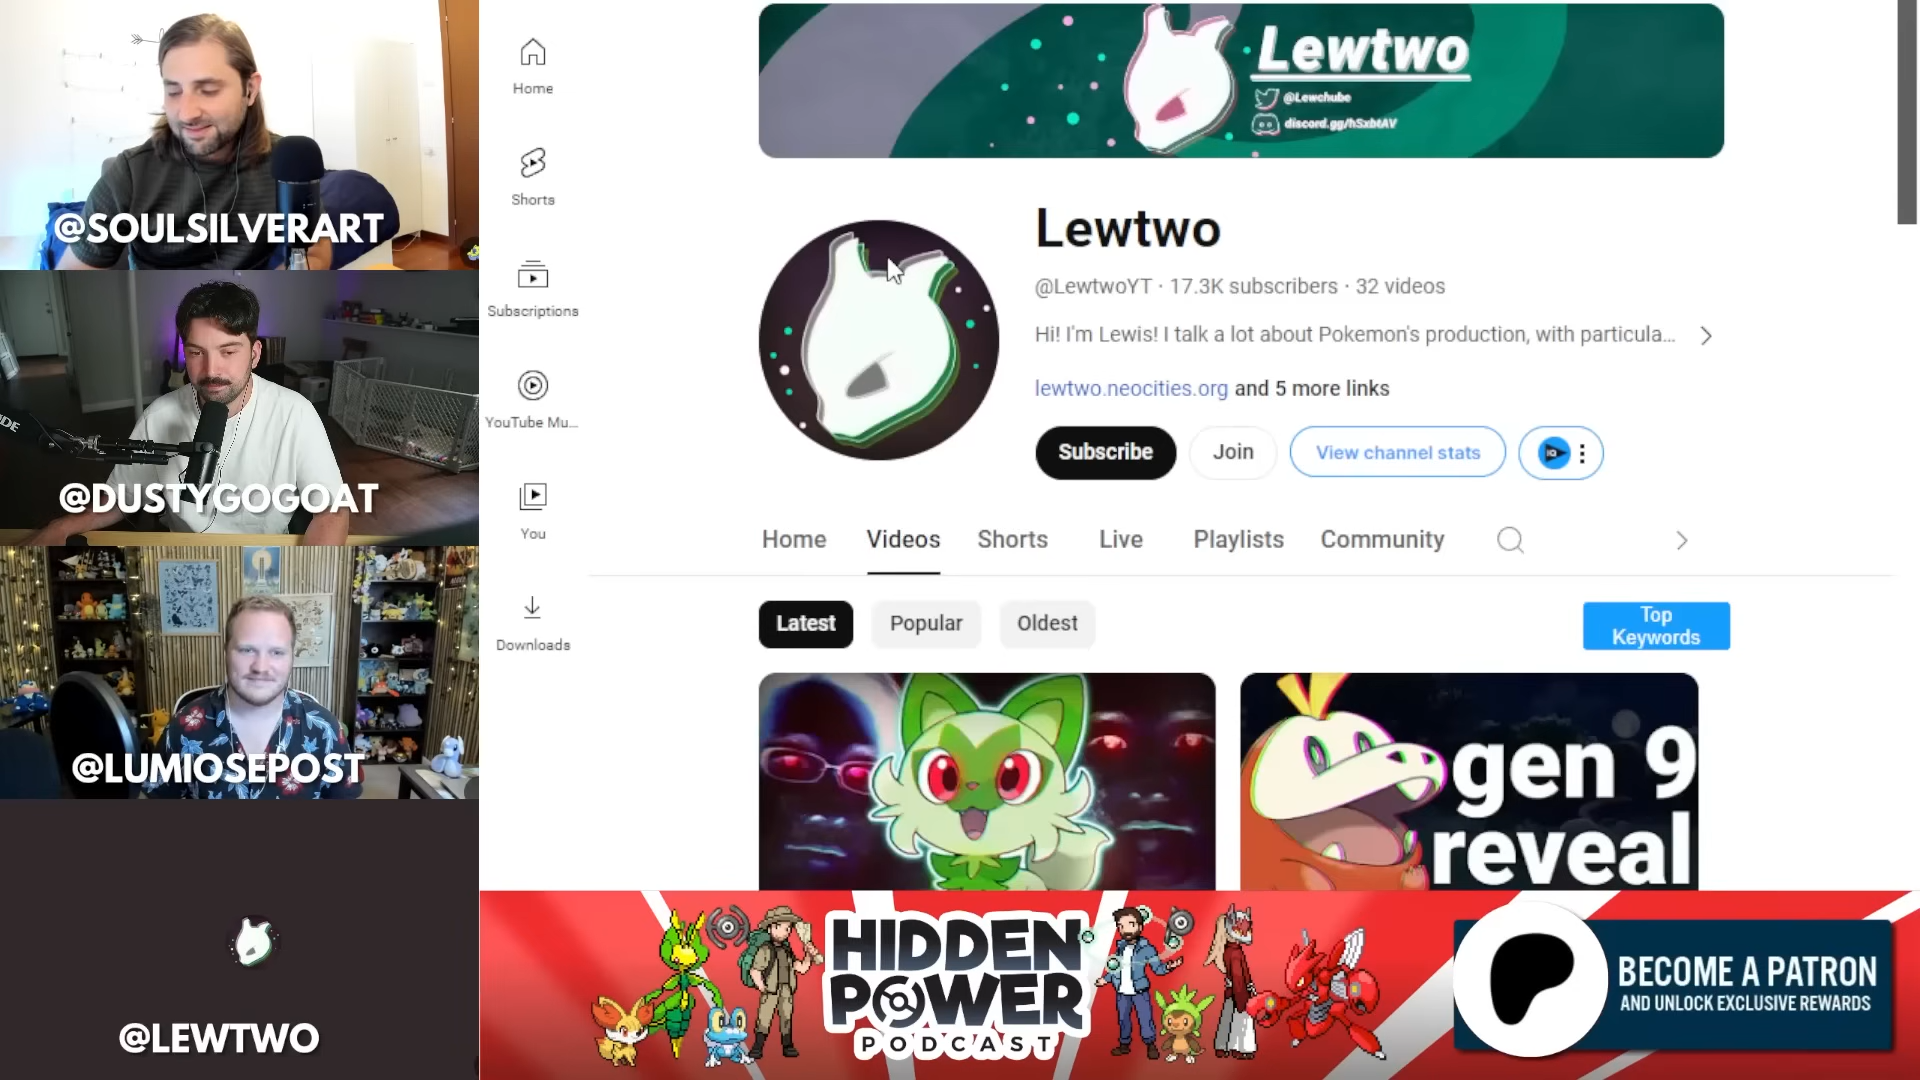 @SOULSILVERART
@DUSTYGOGOAT
@LUMIOSEPOST
@LEWTWO
Home
Shorts
Subscriptions
YouTube Mu...
You
Downloads
Lewtwo
@Lewchube
discord.gg/hSxbtAV
Lewtwo
@LewtwoYT · 17.3K subscribers · 32 videos
Hi! I'm Lewis! I talk a lot about Pokemon's production, with particula...
lewtwo.neocities.org and 5 more links
Subscribe
Join
View channel stats
Home
Videos
Shorts
Live
Playlists
Community
Latest
Popular
Oldest
Top
Keywords
gen 9
reveal
HIDDEN
POWER
PODCAST
BECOME A PATRON
AND UNLOCK EXCLUSIVE REWARDS